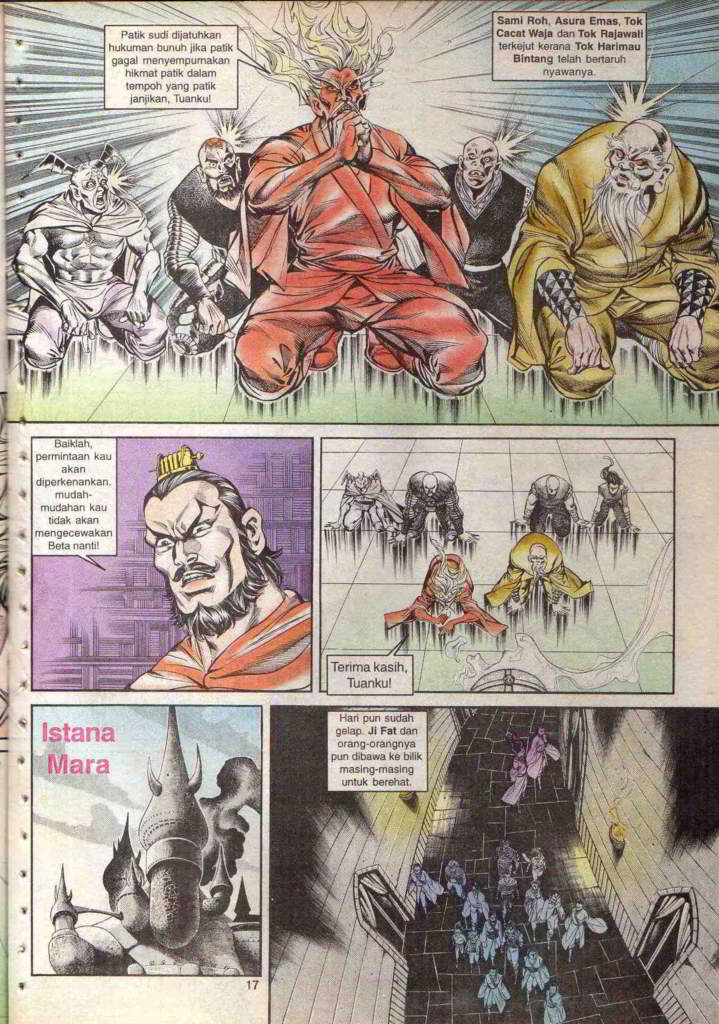 Patik sudi dijatuhkan
hukuman bunuh jika patik
gagal menyempurnakan
hikmat patik dalam
tempoh yang patik
janjikan, Tuanku!
Sami Roh, Asura Emas, Tok
Cacat Waja dan Tok Rajawali
terkejut kerana Tok Harimau
Bintang telah bertaruh
nyawanya.
Baiklah,
permintaan kau
akan
diperkenankan.
mudah-
mudahan kau
tidak akan
mengecewakan
Beta nanti!
Terima kasih,
Tuanku!
Istana
Mara
Hari pun sudah
gelap. Ji Fat dan
orang-orangnya
pun dibawa ke bilik
masing-masing
untuk berehat.
17